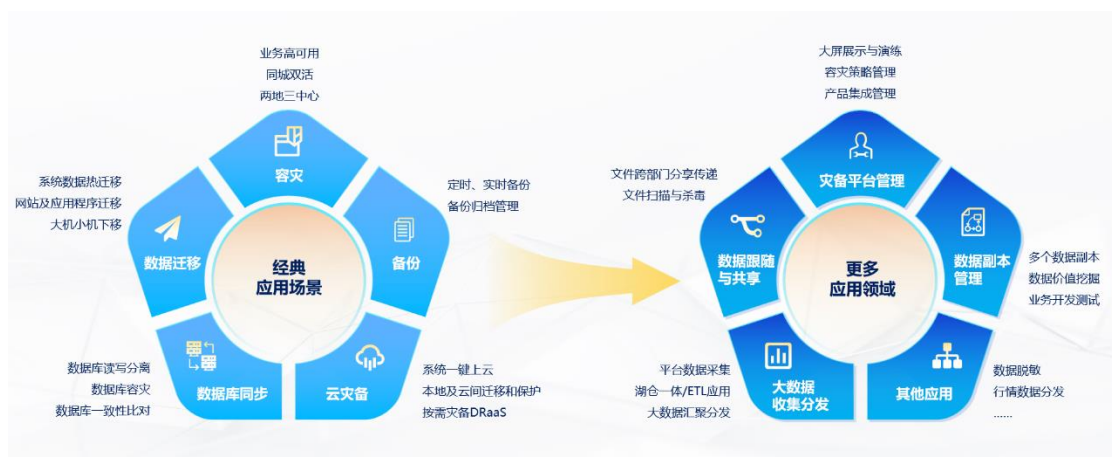 业务高可用
同城双活
两地三中心
容灾
系统数据热迁移
网站及应用程序迁移
大机小机下移
数据迁移
定时、实时备份
备份归档管理
备份
经典
应用场景
数据库读写分离
数据库容灾
数据库一致性比对
数据库同步
云灾备
系统一键上云
本地及云间迁移和保护
按需灾备DRaaS
大屏展示与演练
容灾策略管理
产品集成管理
灾备平台管理
文件跨部门分享传递
文件扫描与杀毒
数据跟随
与共享
更多
应用领域
数据副本
管理
多个数据副本
数据价值挖掘
业务开发测试
平台数据采集
湖仓一体/ETL应用
大数据汇聚分发
大数据
收集分发
其他应用
数据脱敏
行情数据分发
……